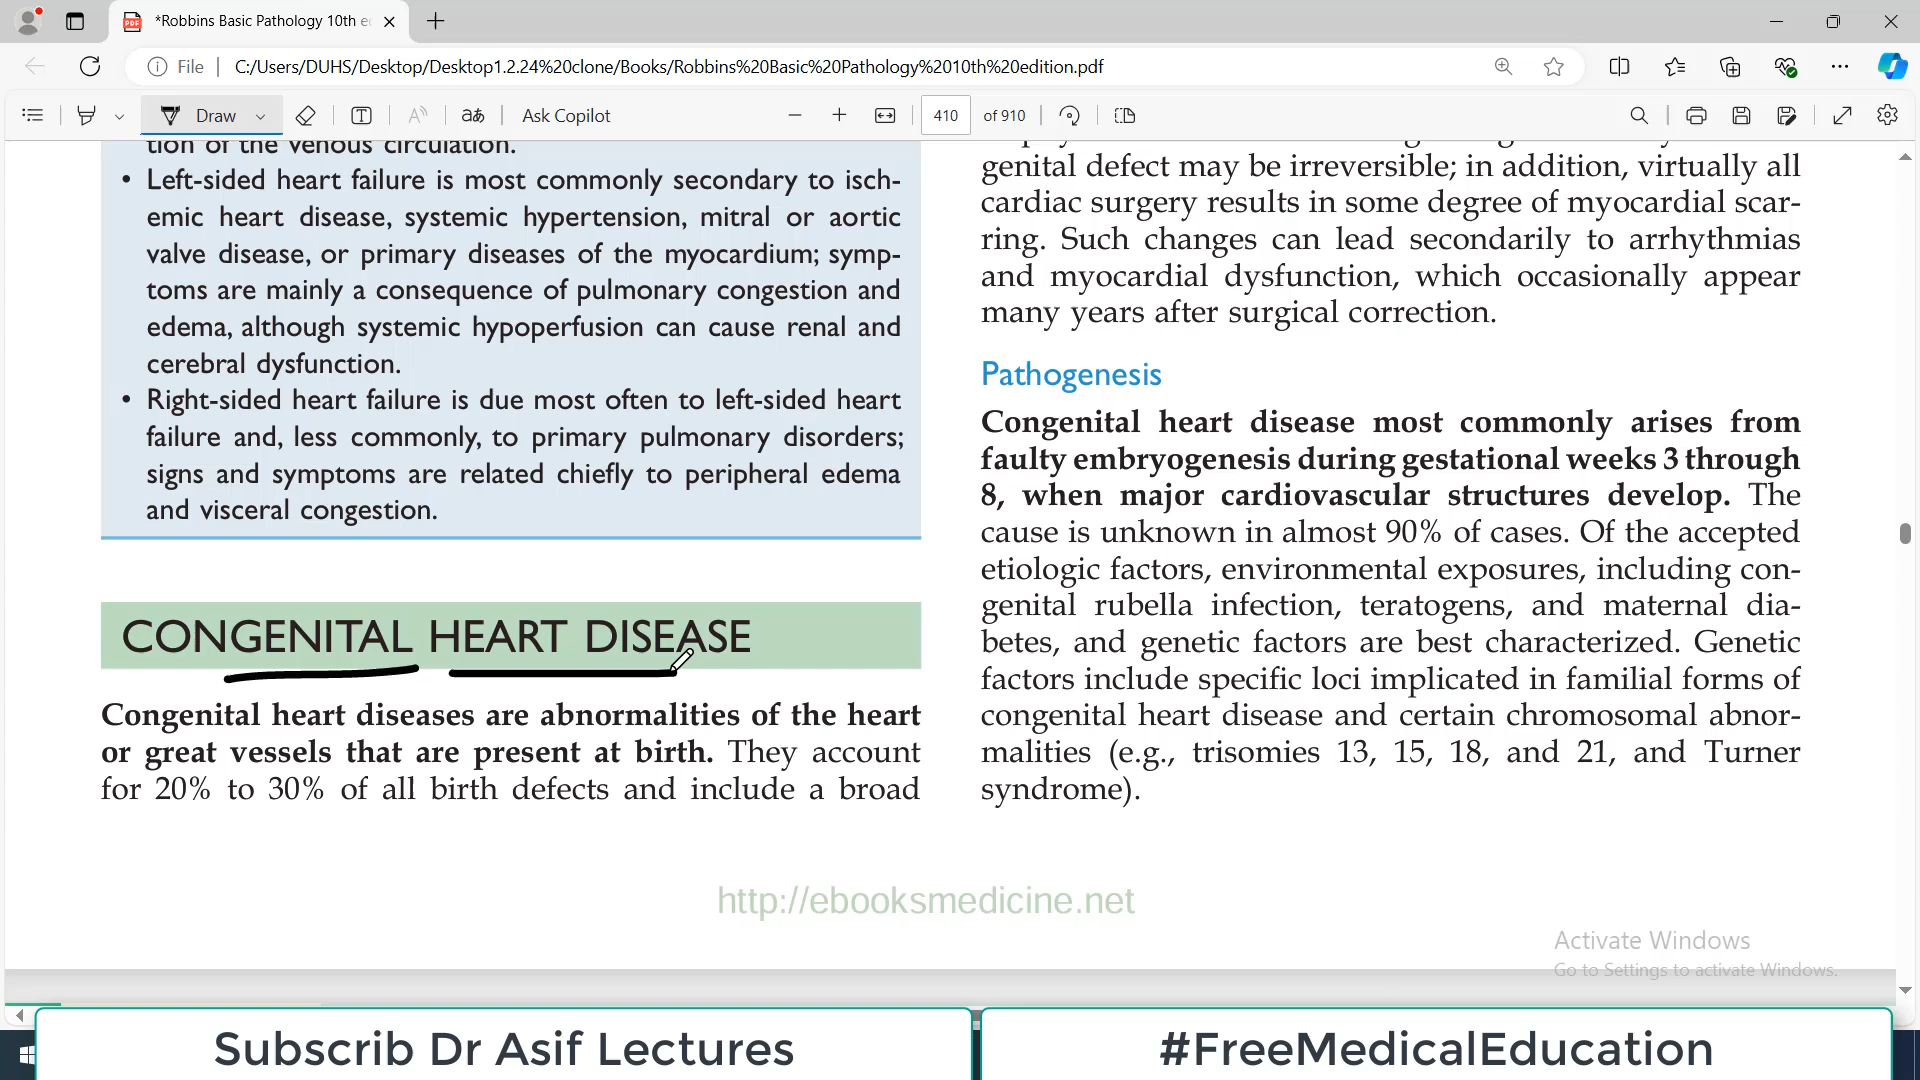 *Robbins Basic Pathology 10th e
File
C:/Users/DUHS/Desktop/Desktop1.2.24%20clone/Books/Robbins%20Basic%20Pathology%2010th%20edition.pdf
Draw
Ask Copilot
410 of 910
tion of the venous circulation.
• Left-sided heart failure is most commonly secondary to isch-
emic heart disease, systemic hypertension, mitral or aortic
valve disease, or primary diseases of the myocardium; symp-
toms are mainly a consequence of pulmonary congestion and
edema, although systemic hypoperfusion can cause renal and
cerebral dysfunction.
• Right-sided heart failure is due most often to left-sided heart
failure and, less commonly, to primary pulmonary disorders;
signs and symptoms are related chiefly to peripheral edema
and visceral congestion.
CONGENITAL HEART DISEASE
Congenital heart diseases are abnormalities of the heart
or great vessels that are present at birth. They account
for 20% to 30% of all birth defects and include a broad
genital defect may be irreversible; in addition, virtually all
cardiac surgery results in some degree of myocardial scar-
ring. Such changes can lead secondarily to arrhythmias
and myocardial dysfunction, which occasionally appear
many years after surgical correction.
Pathogenesis
Congenital heart disease most commonly arises from
faulty embryogenesis during gestational weeks 3 through
8, when major cardiovascular structures develop. The
cause is unknown in almost 90% of cases. Of the accepted
etiologic factors, environmental exposures, including con-
genital rubella infection, teratogens, and maternal dia-
betes, and genetic factors are best characterized. Genetic
factors include specific loci implicated in familial forms of
congenital heart disease and certain chromosomal abnor-
malities (e.g., trisomies 13, 15, 18, and 21, and Turner
syndrome).
http://ebooksmedicine.net
Activate Windows
Go to Settings to activate Windows.
Subscrib Dr Asif Lectures
#FreeMedicalEducation